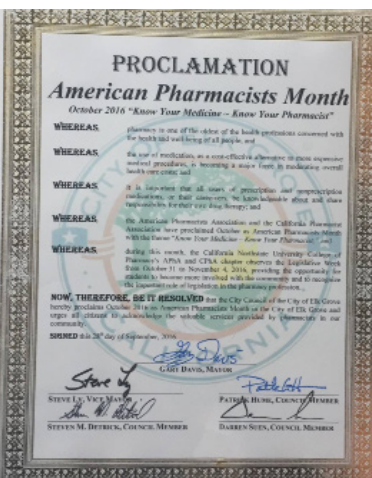 PROCLAMATION
American Pharmacists Month
October 2016 "Know Your Medicine – Know Your Pharmacist"
WHEREAS, pharmacy is one of the oldest of the health professions concerned with
the health and well-being of all people; and
WHEREAS, the use of medication, as a cost-effective alternative to more expensive
medical procedures, is becoming a major force in moderating overall
health care costs; and
WHEREAS, it is important that all users of prescription and nonprescription
medications, or their caregivers, be knowledgeable about and share
responsibility for their own drug therapy; and
WHEREAS, the American Pharmacists Association and the California Pharmacists
Association have proclaimed October as American Pharmacists Month
with the theme "Know Your Medicine – Know Your Pharmacist" and
WHEREAS, during this month, the California Northstate University College of
Pharmacy's APhA and CPhA chapter observes the Legislative Week
from October 31 to November 4, 2016, providing the opportunity for
students to become more involved with the community and to recognize
the important role of legislation in the pharmacy profession.
NOW, THEREFORE, BE IT RESOLVED that the City Council of the City of Elk Grove
hereby proclaims October 2016 as American Pharmacists Month in the City of Elk Grove and
urges all citizens to acknowledge the valuable services provided by pharmacists in our
community.
SIGNED this 28th day of September, 2016
GARY DAVIS, MAYOR
STEVE LY, VICE MAYOR
PATRICK HUME, COUNCIL MEMBER
STEVEN M. DETRICK, COUNCIL MEMBER
DARREN SUEN, COUNCIL MEMBER